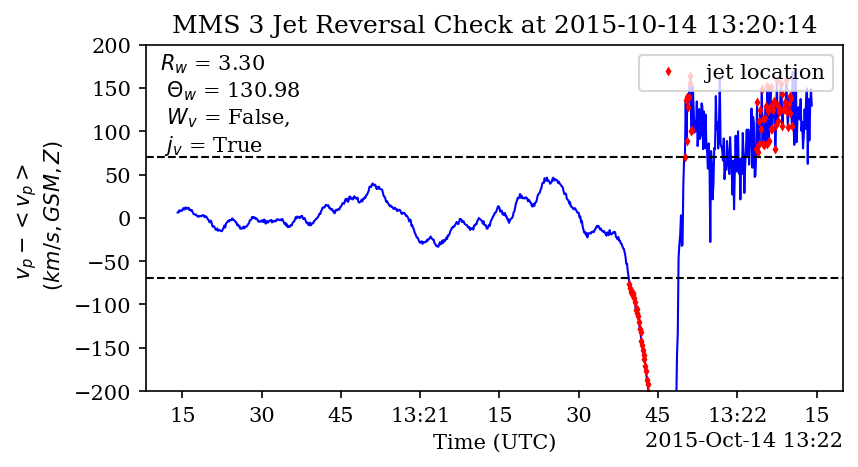 MMS 3 Jet Reversal Check at 2015-10-14 13:20:14
R_w = 3.30
Θ_w = 130.98
W_v = False,
j_v = True
jet location
v_p − < v_p >
(km/s, GSM, Z)
200
150
100
50
0
−50
−100
−150
−200
15 30 45 13:21 15 30 45 13:22 15
Time (UTC)
2015-Oct-14 13:22